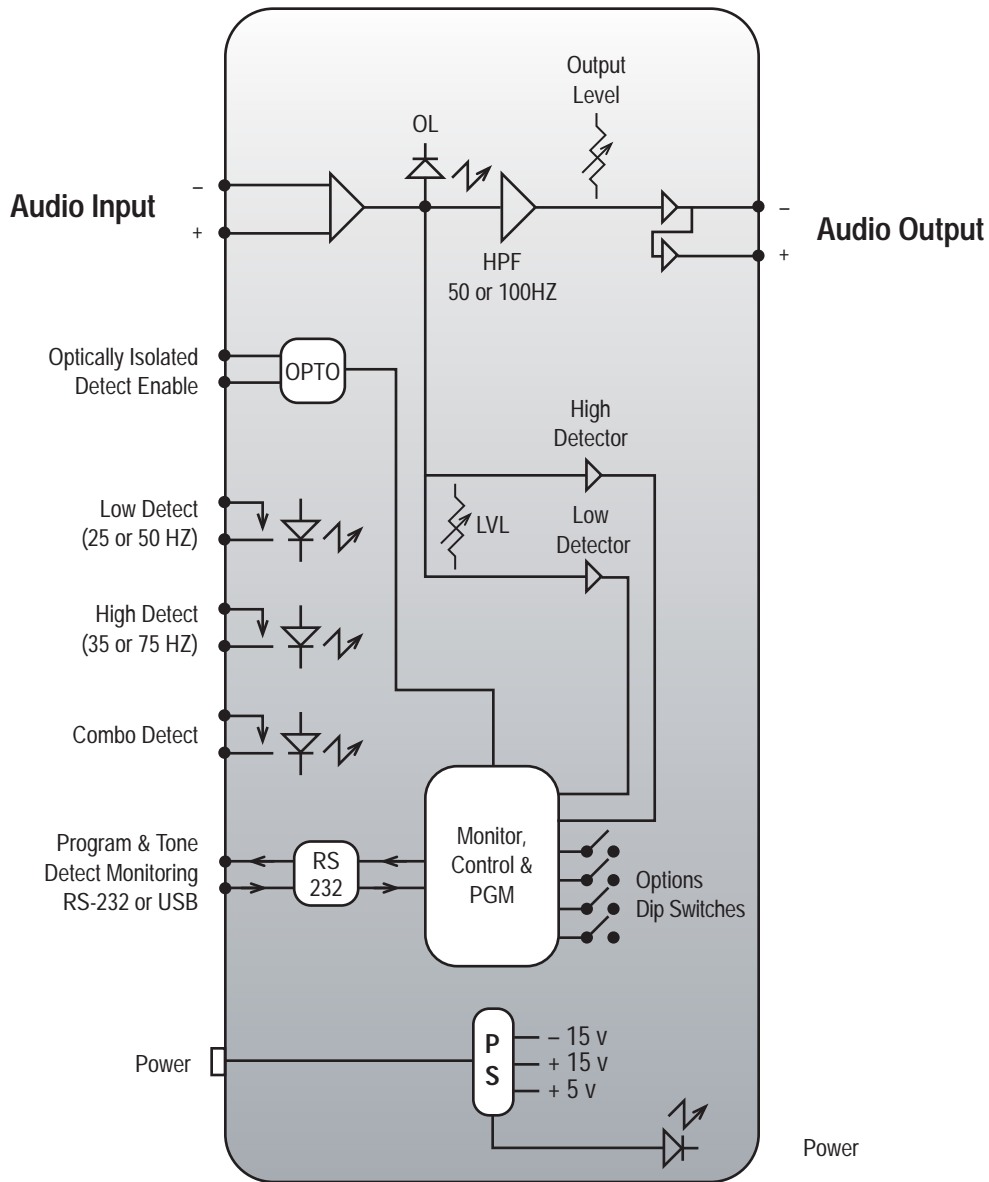 Output
Level
OL
Audio Input
–
+
HPF
50 or 100HZ
–
+
Audio Output
Optically Isolated
Detect Enable
OPTO
High
Detector
LVL
Low
Detector
Low Detect
(25 or 50 HZ)
High Detect
(35 or 75 HZ)
Combo Detect
Program & Tone
Detect Monitoring
RS-232 or USB
RS
232
Monitor,
Control &
PGM
Options
Dip Switches
Power
P
S
– 15 v
+ 15 v
+ 5 v
Power